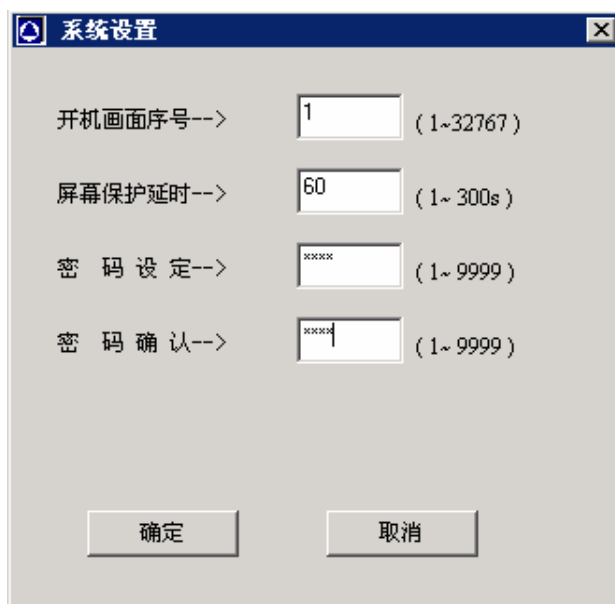 系统设置
开机画面序号--> 1 (1~32767)
屏幕保护延时--> 60 (1~300s)
密 码 设 定--> **** (1~9999)
密 码 确 认--> **** (1~9999)
确定 取消